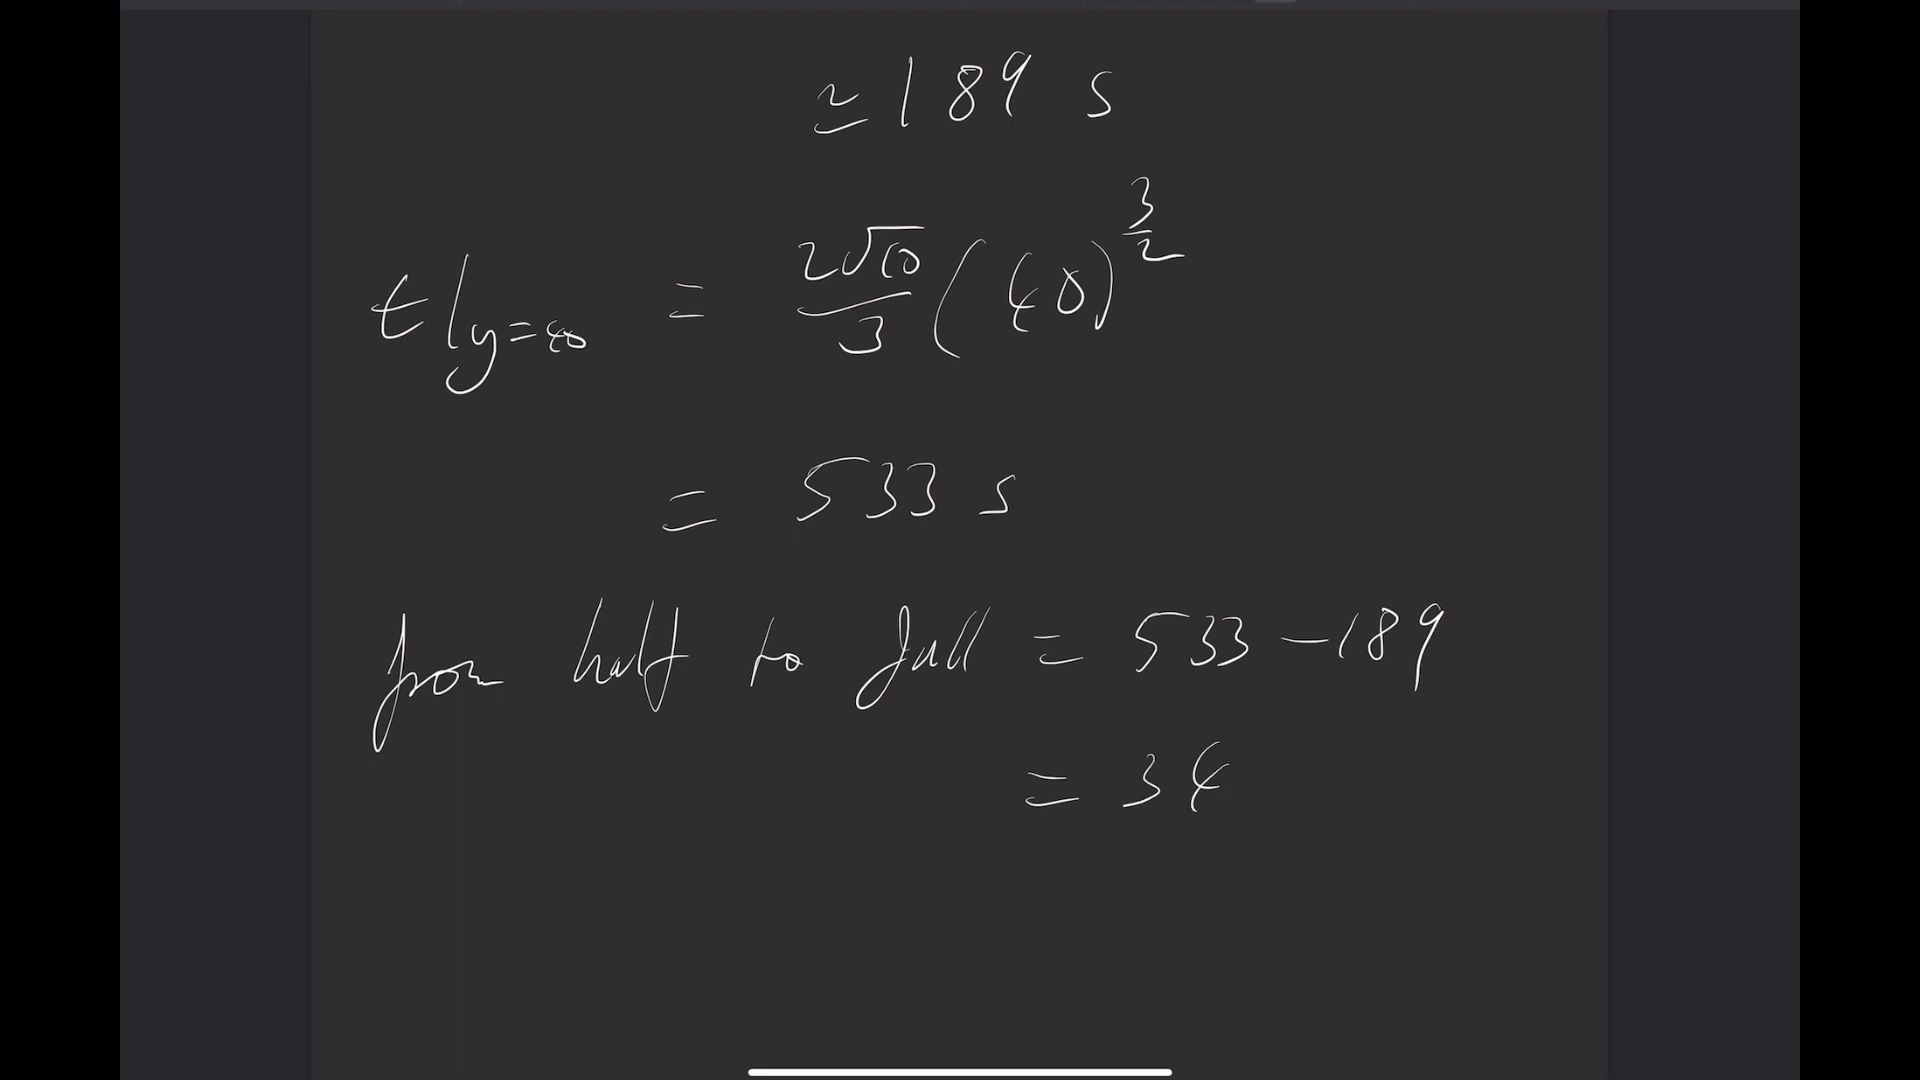 ≃ 189 s
t|y=40 = 2√10/3 (40)^3/2
= 533 s
from half to full = 533 - 189
= 34